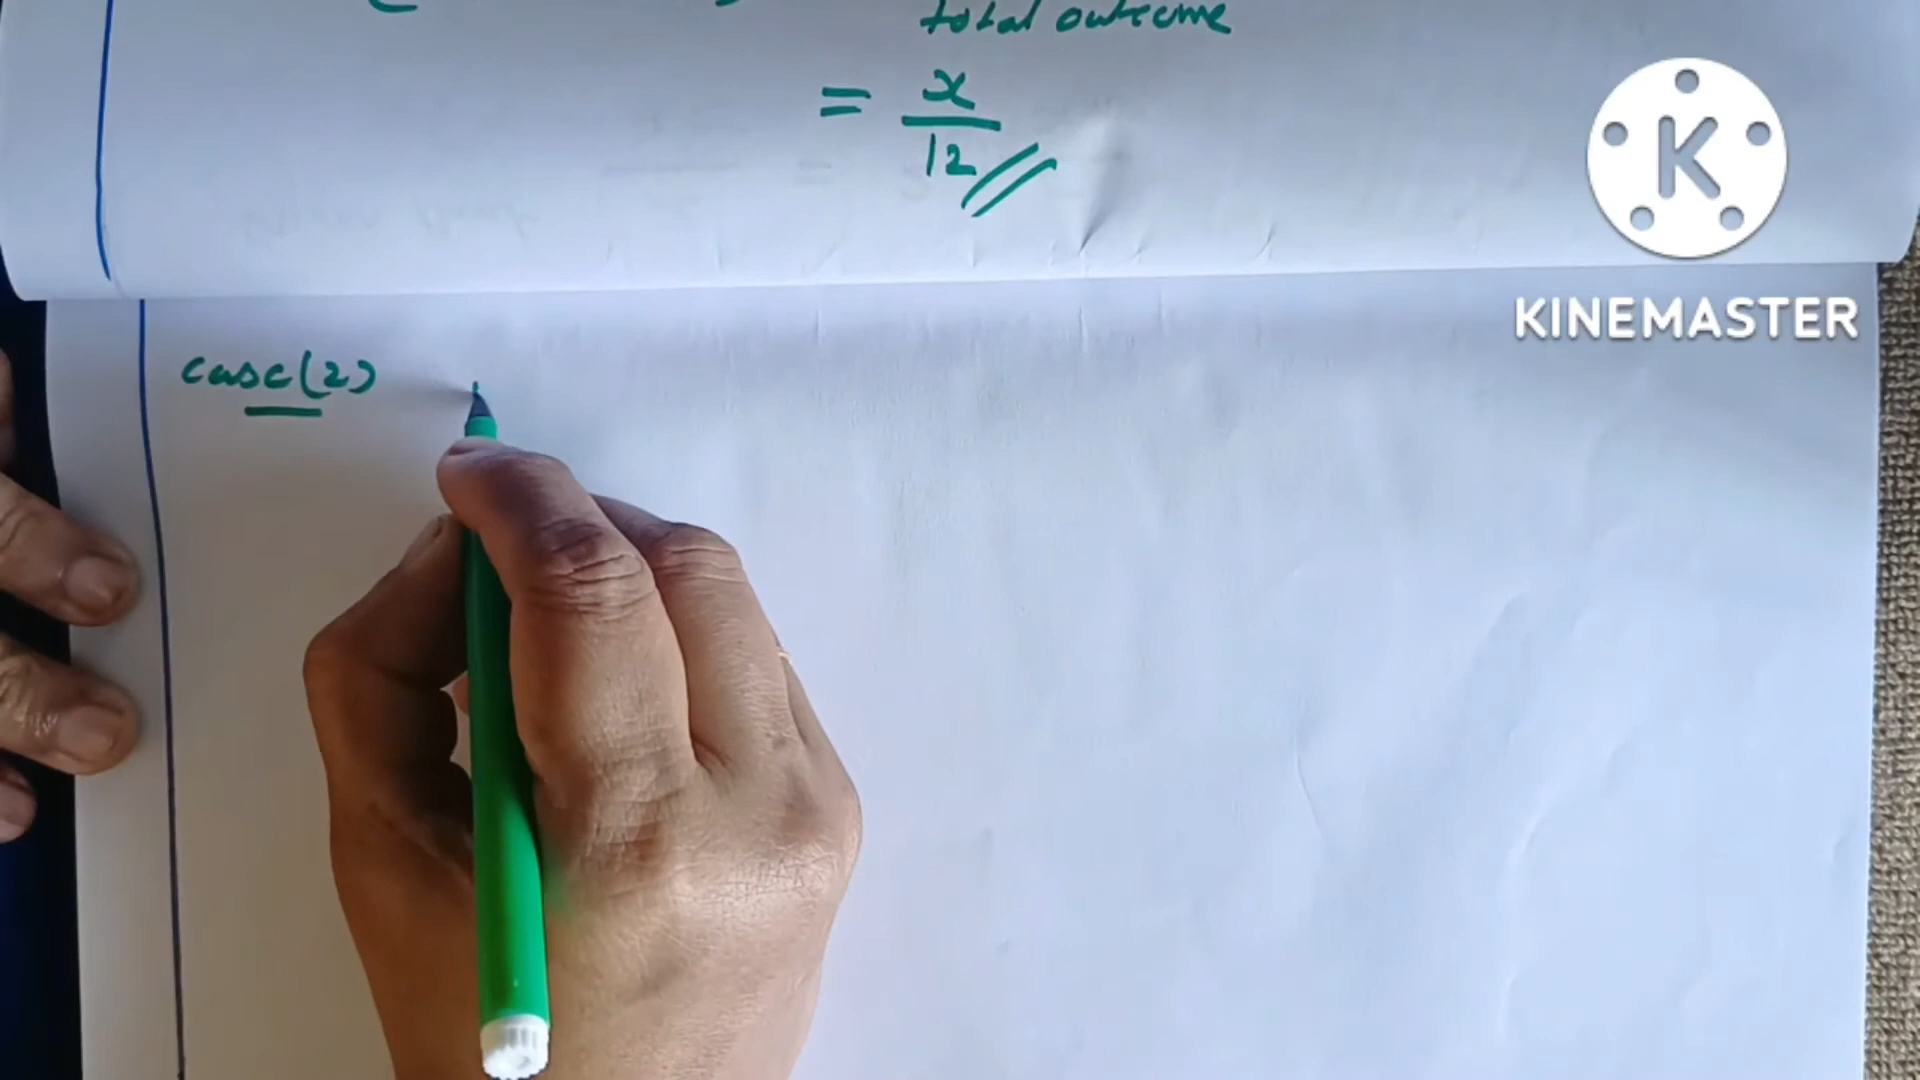 total outcome
= x
12
case(2)
K
KINEMASTER